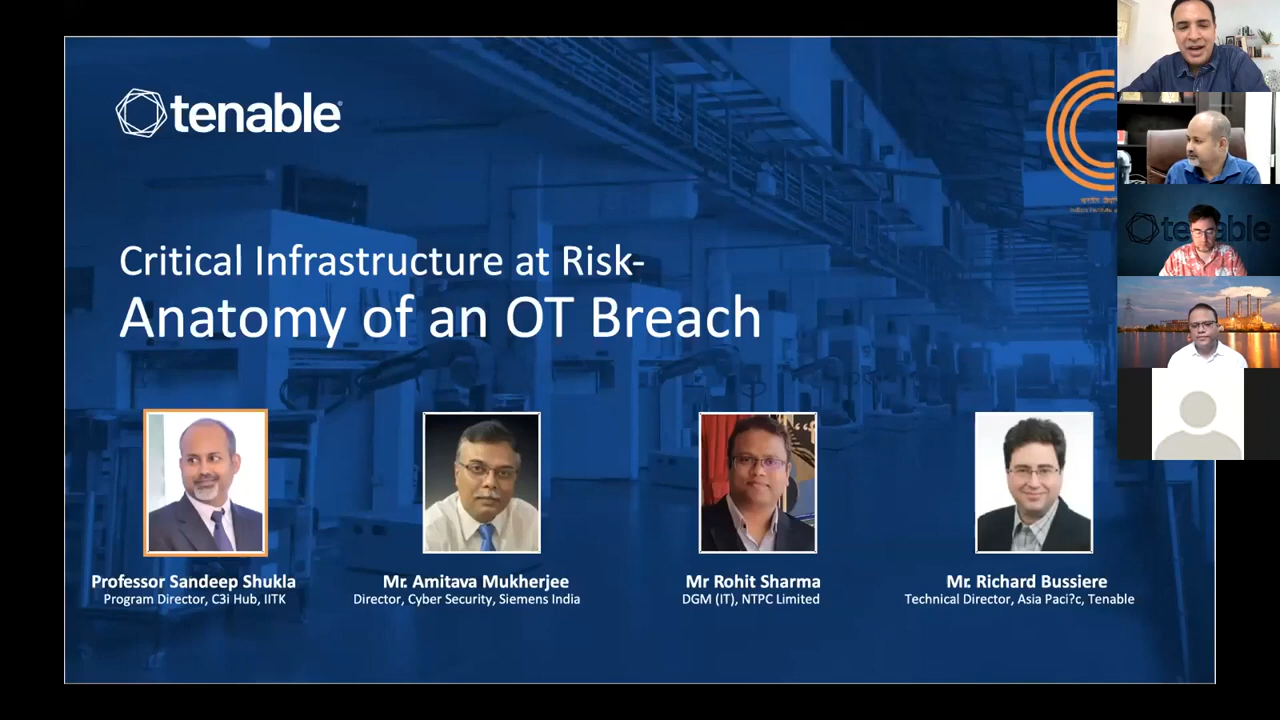 tenable
Critical Infrastructure at Risk-
Anatomy of an OT Breach
Professor Sandeep Shukla
Program Director, C3i Hub, IITK
Mr. Amitava Mukherjee
Director, Cyber Security, Siemens India
Mr Rohit Sharma
DGM (IT), NTPC Limited
Mr. Richard Bussiere
Technical Director, Asia Paci?c, Tenable